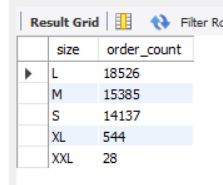 Result Grid Filter Ro
size order_count
L 18526
M 15385
S 14137
XL 544
XXL 28